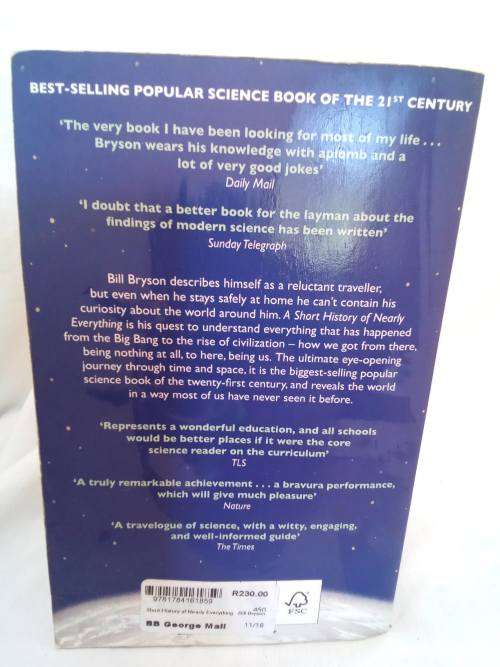 BEST-SELLING POPULAR SCIENCE BOOK OF THE 21ST CENTURY
'The very book I have been looking for most of my life . . .
Bryson wears his knowledge with aplomb and a
lot of very good jokes'
Daily Mail
'I doubt that a better book for the layman about the
findings of modern science has been written'
Sunday Telegraph
Bill Bryson describes himself as a reluctant traveller,
but even when he stays safely at home he can't contain his
curiosity about the world around him. A Short History of Nearly
Everything is his quest to understand everything that has happened
from the Big Bang to the rise of civilization – how we got from there,
being nothing at all, to here, being us. The ultimate eye-opening
journey through time and space, it is the biggest-selling popular
science book of the twenty-first century, and reveals the world
in a way most of us have never seen it before.
'Represents a wonderful education, and all schools
would be better places if it were the core
science reader on the curriculum'
TLS
'A truly remarkable achievement . . . a bravura performance,
which will give much pleasure'
Nature
'A travelogue of science, with a witty, engaging,
and well-informed guide'
The Times
9781784161859
R230.00
Short History of Nearly Everything
Bill Bryson
BB George Mall
11/16
FSC